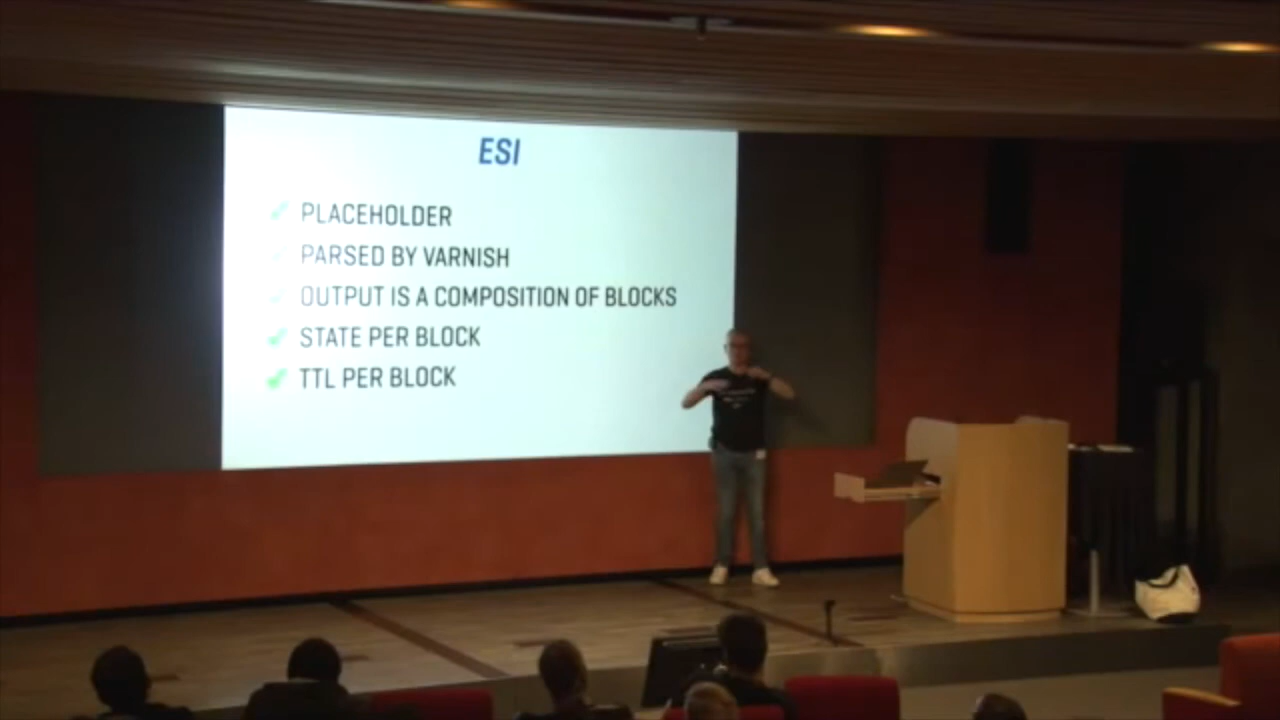 ESI
PLACEHOLDER
PARSED BY VARNISH
OUTPUT IS A COMPOSITION OF BLOCKS
STATE PER BLOCK
TTL PER BLOCK